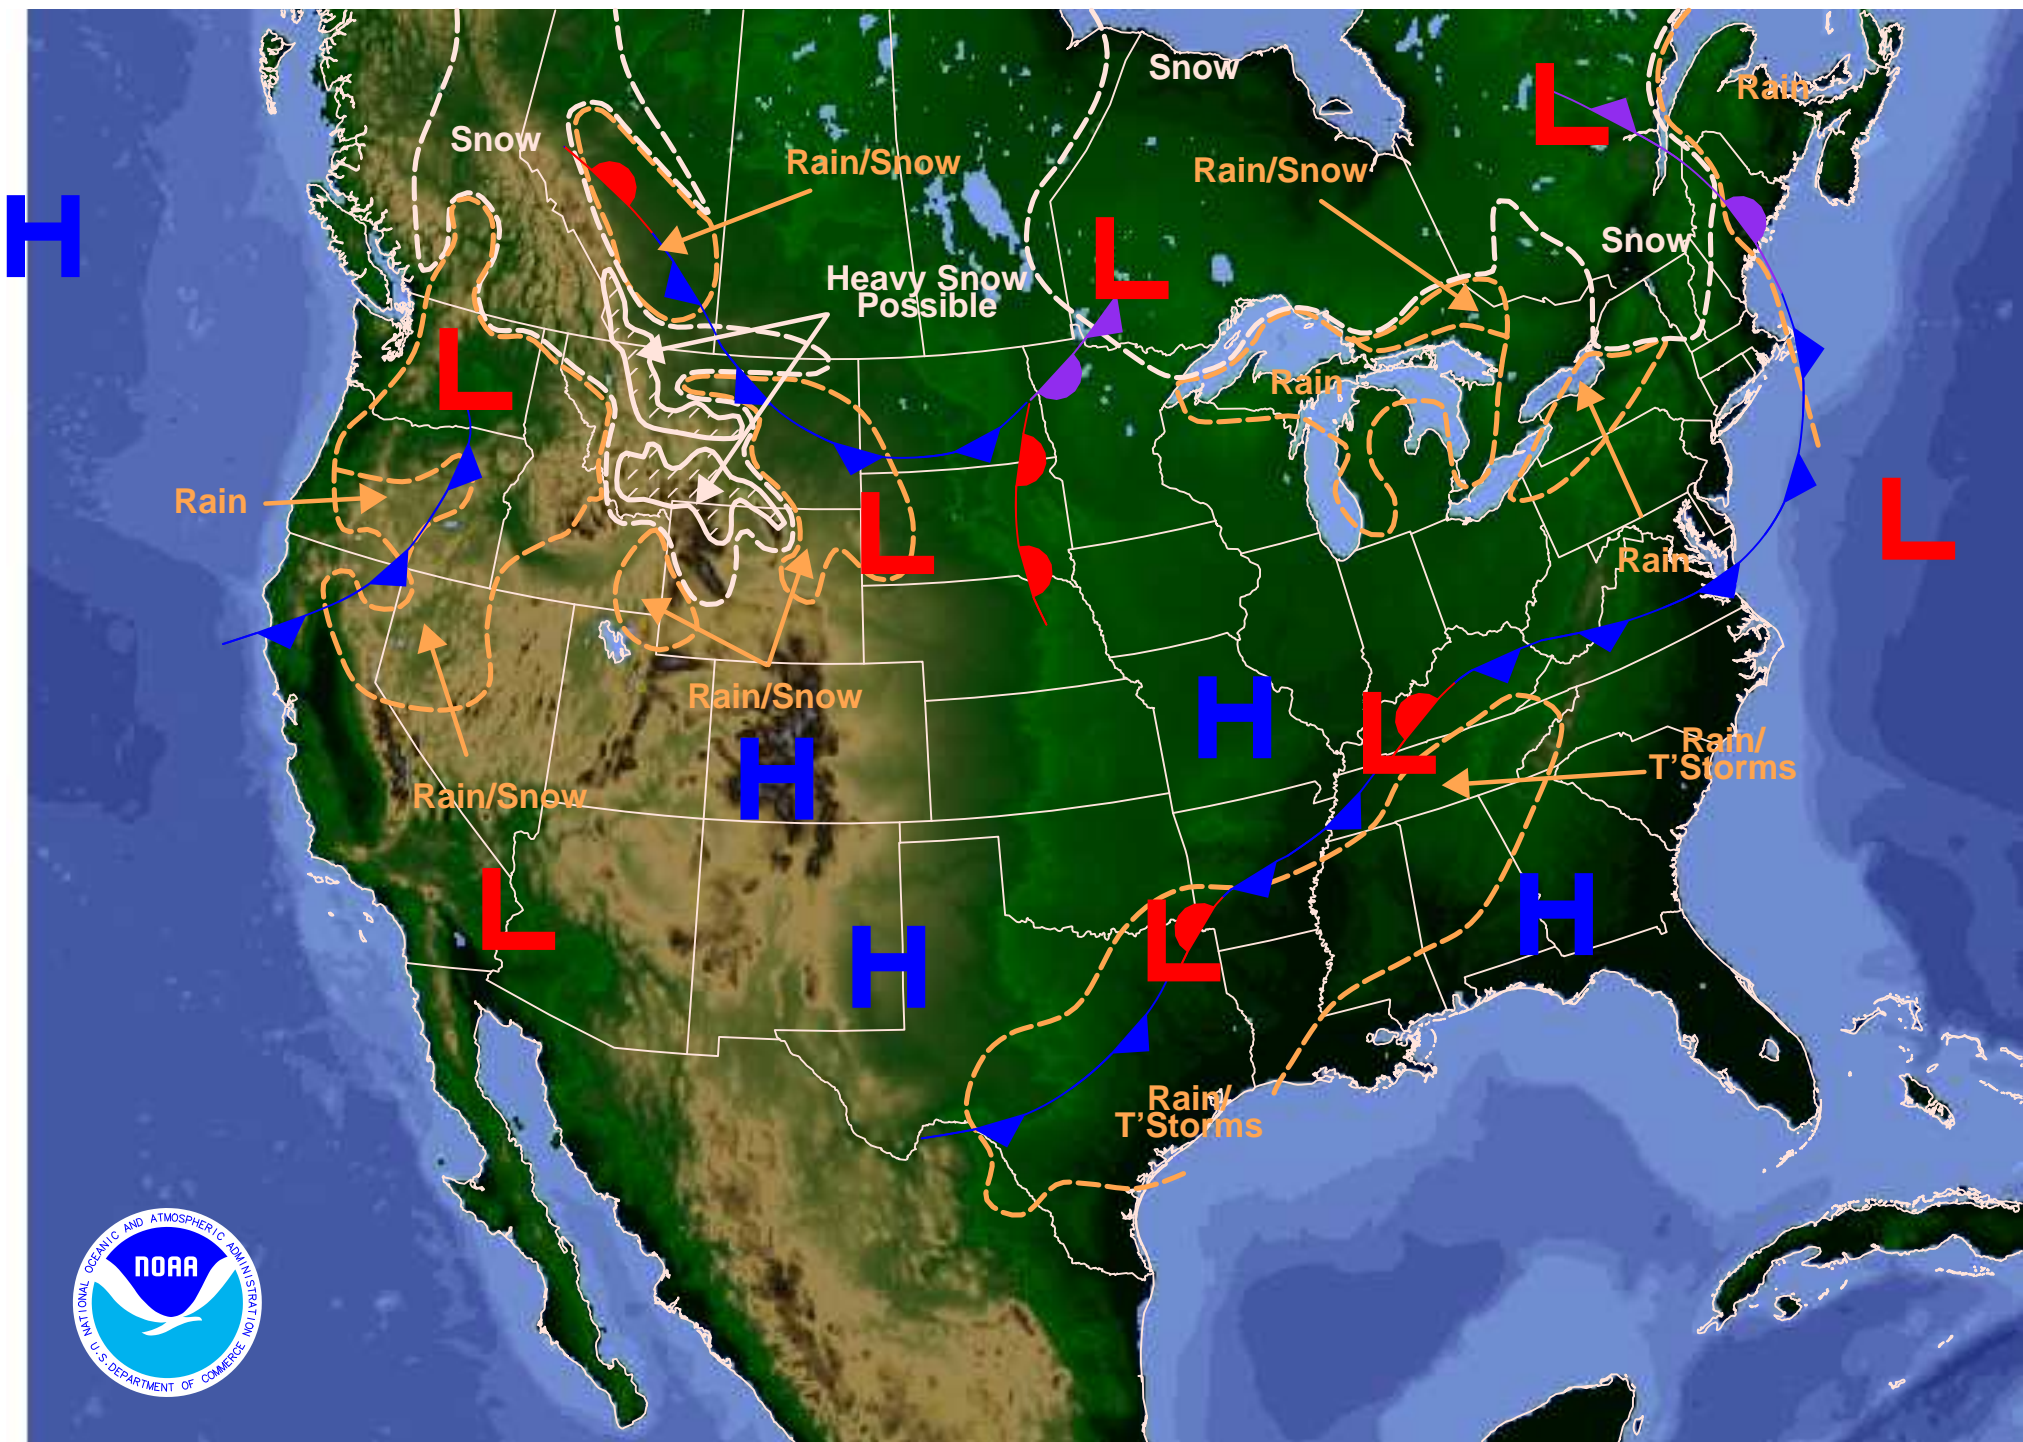 Snow
Rain
Snow
Rain/Snow
Rain/Snow
H
L
L
Snow
Heavy Snow
Possible
L
Rain
L
Rain
L
L
Rain
H
L
Rain/Snow
Rain/
T'Storms
H
Rain/Snow
L
H
L
H
Rain/
T'Storms
NATIONAL OCEANIC AND ATMOSPHERIC ADMINISTRATION
NOAA
U.S. DEPARTMENT OF COMMERCE